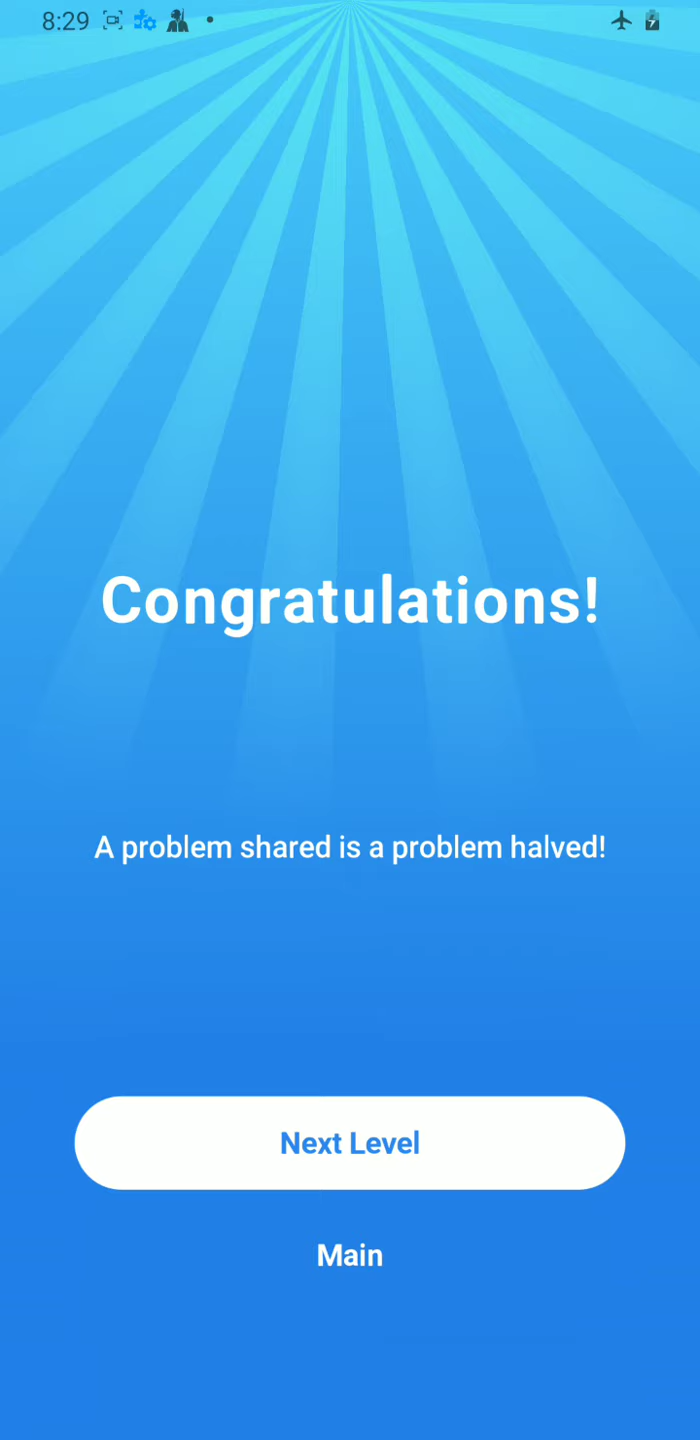 8:29
Congratulations!
A problem shared is a problem halved!
Next Level
Main